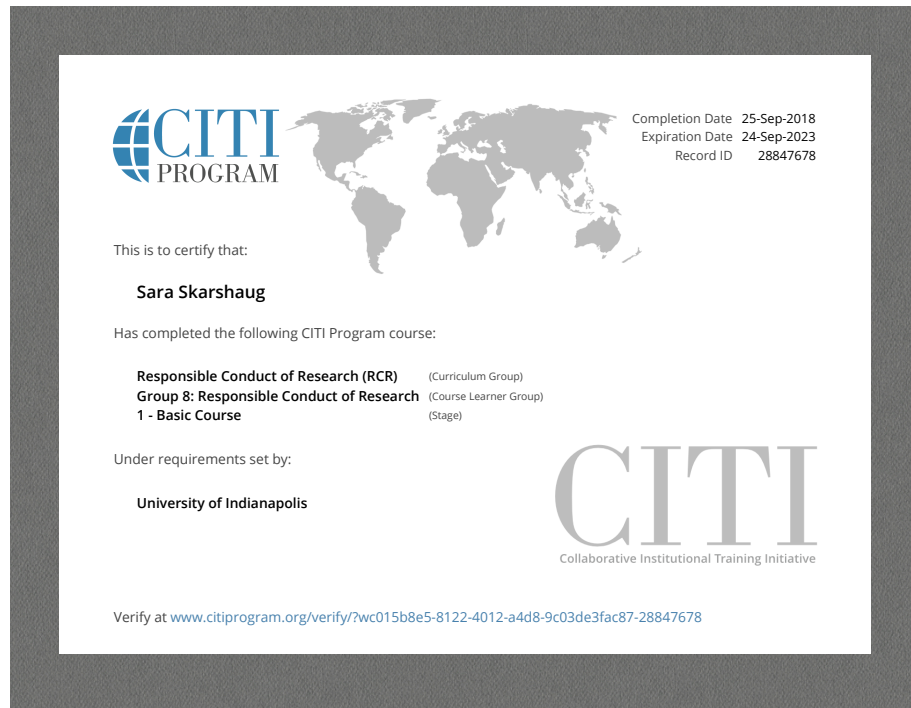 CITI
PROGRAM
Completion Date 25-Sep-2018
Expiration Date 24-Sep-2023
Record ID 28847678
This is to certify that:
Sara Skarshaug
Has completed the following CITI Program course:
Responsible Conduct of Research (RCR) (Curriculum Group)
Group 8: Responsible Conduct of Research (Course Learner Group)
1 - Basic Course (Stage)
Under requirements set by:
University of Indianapolis
CITI
Collaborative Institutional Training Initiative
Verify at www.citiprogram.org/verify/?wc015b8e5-8122-4012-a4d8-9c03de3fac87-28847678